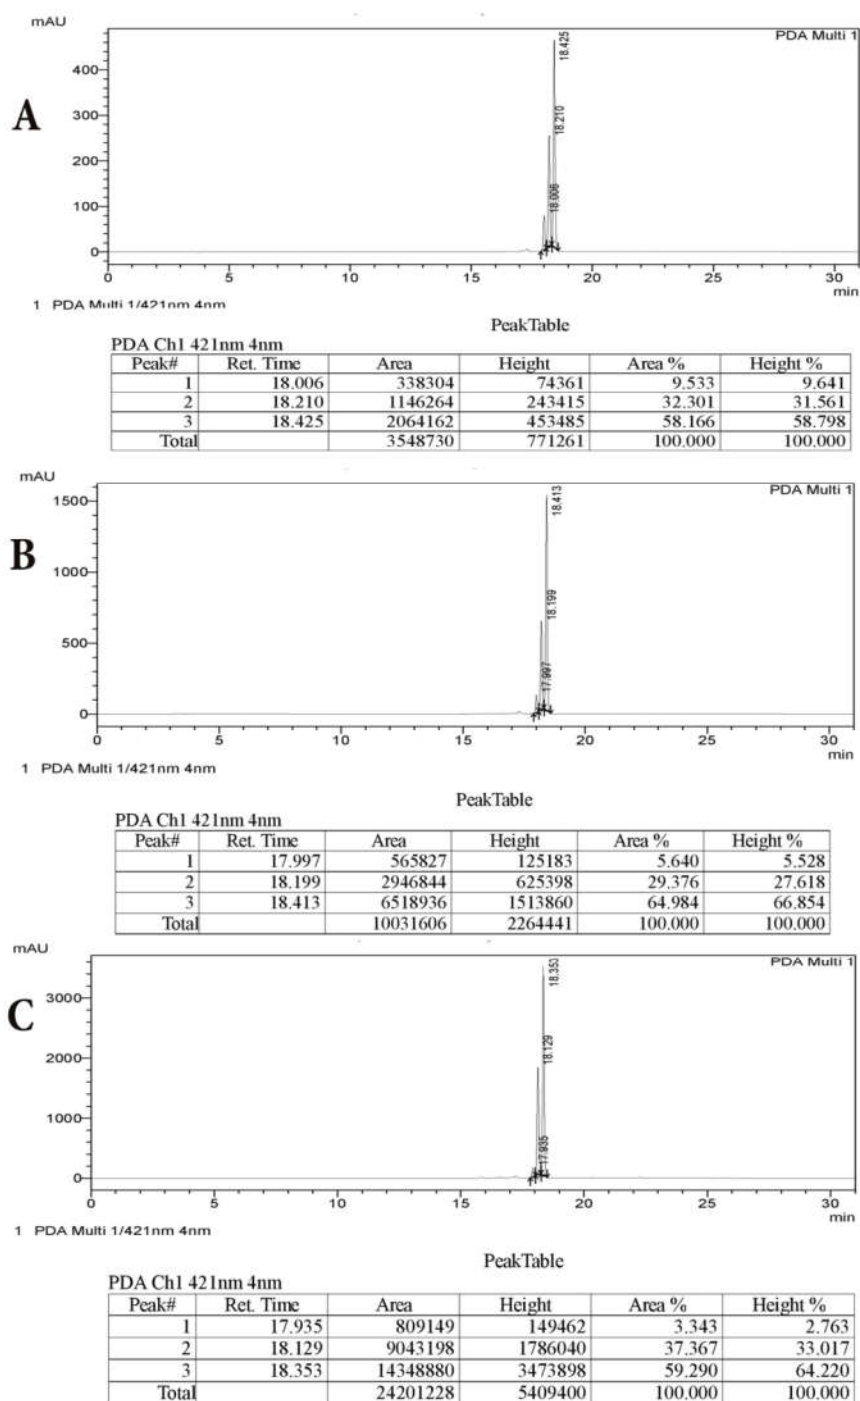 mAU
PDA Multi 1
18.425
18.210
18.006
400
300
200
100
0
A
0 5 10 15 20 25 30
min
1 PDA Multi 1/421nm 4nm
PeakTable
PDA Ch1 421nm 4nm
Peak# Ret. Time Area Height Area % Height %
1 18.006 338304 74361 9.533 9.641
2 18.210 1146264 243415 32.301 31.561
3 18.425 2064162 453485 58.166 58.798
Total 3548730 771261 100.000 100.000
mAU
PDA Multi 1
18.413
18.199
17.997
1500
1000
500
0
B
0 5 10 15 20 25 30
min
1 PDA Multi 1/421nm 4nm
PeakTable
PDA Ch1 421nm 4nm
Peak# Ret. Time Area Height Area % Height %
1 17.997 565827 125183 5.640 5.528
2 18.199 2946844 625398 29.376 27.618
3 18.413 6518936 1513860 64.984 66.854
Total 10031606 2264441 100.000 100.000
mAU
PDA Multi 1
18.353
18.129
17.935
3000
2000
1000
0
C
0 5 10 15 20 25 30
min
1 PDA Multi 1/421nm 4nm
PeakTable
PDA Ch1 421nm 4nm
Peak# Ret. Time Area Height Area % Height %
1 17.935 809149 149462 3.343 2.763
2 18.129 9043198 1786040 37.367 33.017
3 18.353 14348880 3473898 59.290 64.220
Total 24201228 5409400 100.000 100.000